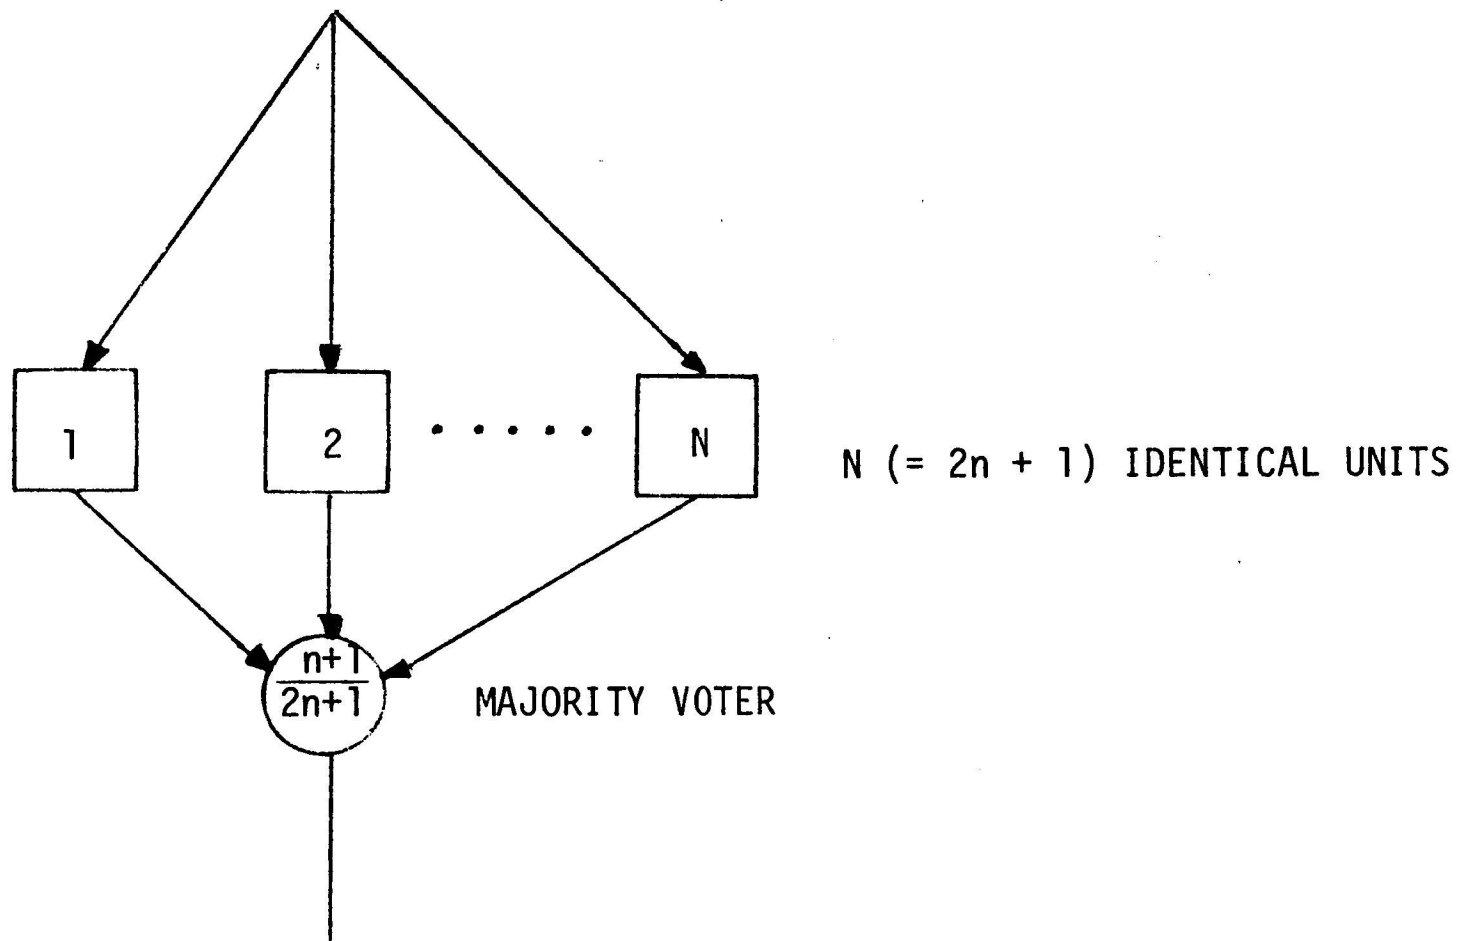 1
2
N
N (= 2n + 1) IDENTICAL UNITS
n+1
2n+1
MAJORITY VOTER